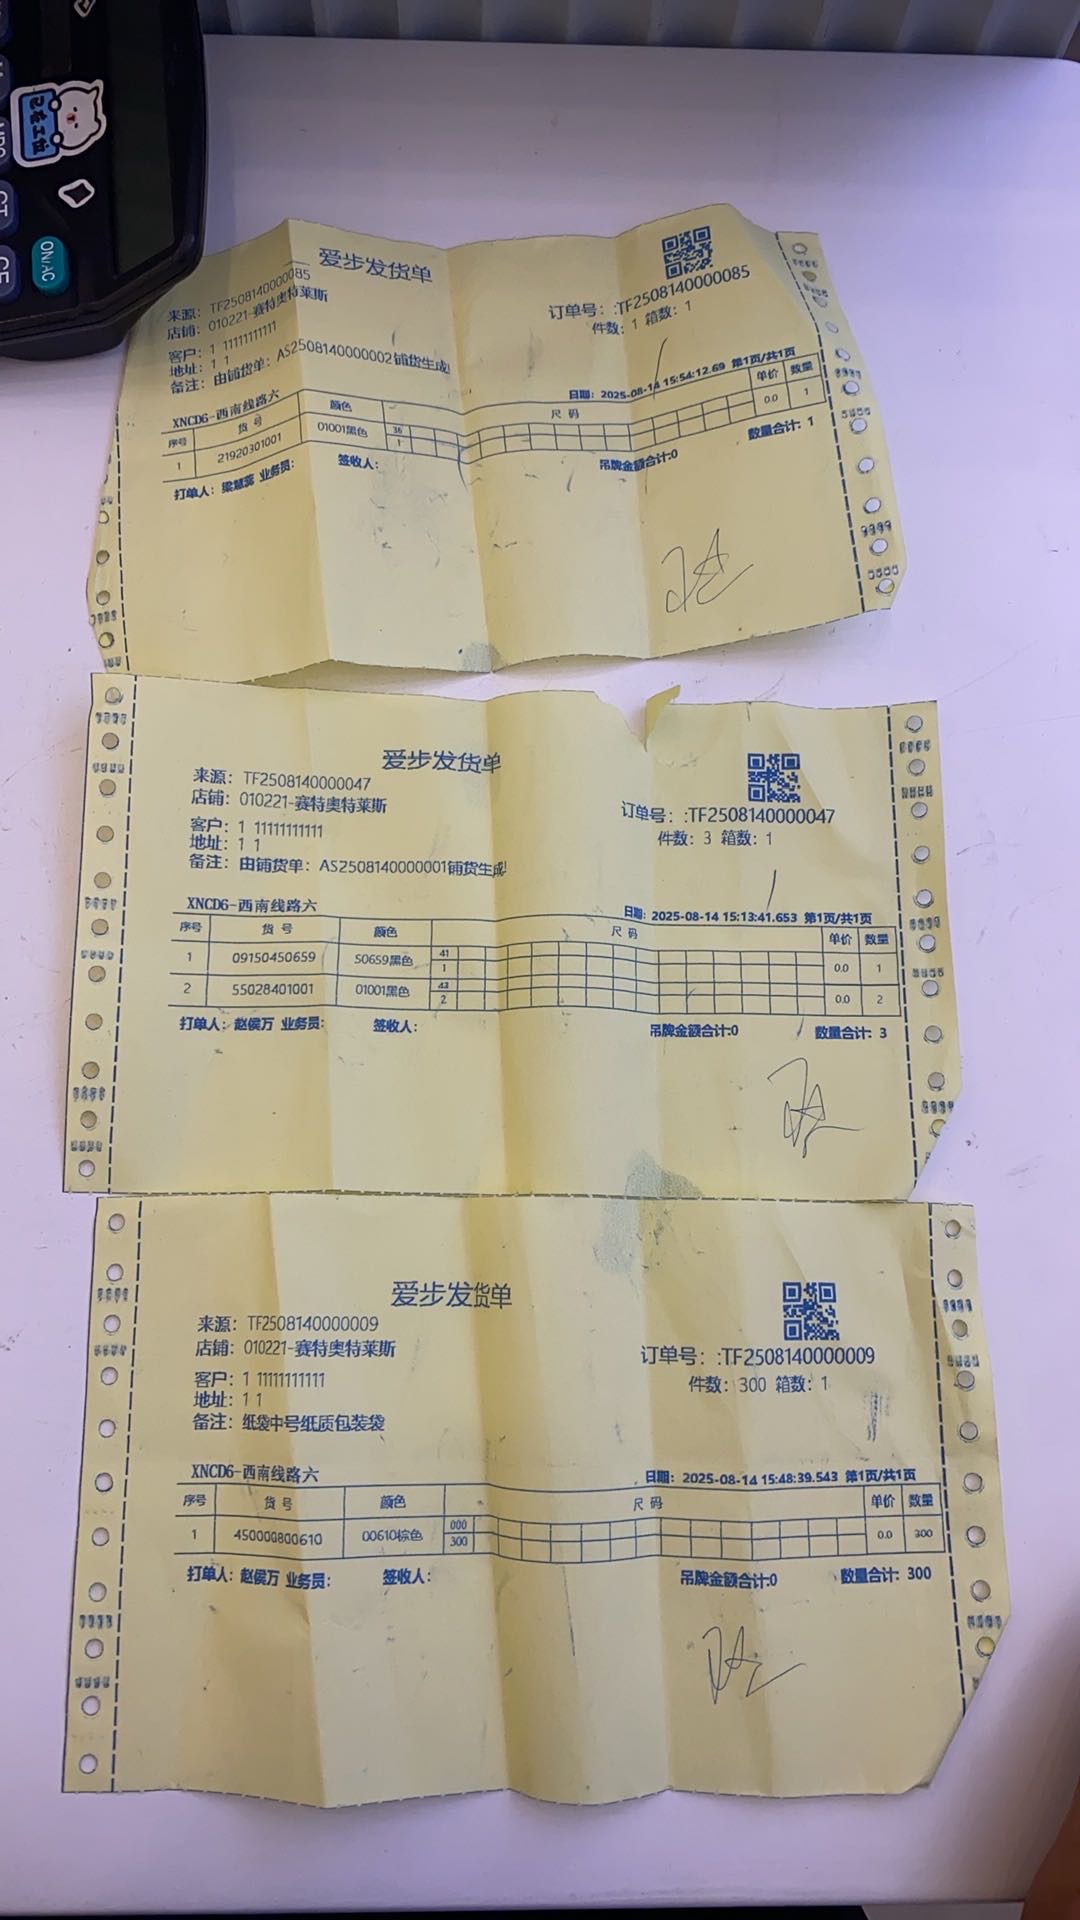 ON/AC
CT
CE
爱步发货单
来源：TF2508140000085
店铺：010221-赛特奥特莱斯
订单号：:TF2508140000085
件数：1 箱数：1
客户：1 11111111111
地址：1 1
备注：由铺货单：AS2508140000002铺货生成!
XNCD6-西南线路六
日期：2025-08-14 15:54:12.69 第1页/共1页
序号 货号 颜色 尺码 单价 数量
1 21920301001 01001黑色 36 0.0 1
1
打单人：梁慧蕊 业务员： 签收人： 吊牌金额合计:0 数量合计：1
爱步发货单
来源：TF2508140000047
店铺：010221-赛特奥特莱斯
订单号：:TF2508140000047
件数：3 箱数：1
客户：1 11111111111
地址：1 1
备注：由铺货单：AS2508140000001铺货生成!
XNCD6-西南线路六
日期：2025-08-14 15:13:41.653 第1页/共1页
序号 货号 颜色 尺码 单价 数量
1 09150450659 50659黑色 41 0.0 1
1
2 55028401001 01001黑色 43 0.0 2
2
打单人：赵侯万 业务员： 签收人： 吊牌金额合计:0 数量合计：3
爱步发货单
来源：TF2508140000009
店铺：010221-赛特奥特莱斯
订单号：:TF2508140000009
件数：300 箱数：1
客户：1 11111111111
地址：1 1
备注：纸袋中号纸质包装袋
XNCD6-西南线路六
日期：2025-08-14 15:48:39.543 第1页/共1页
序号 货号 颜色 尺码 单价 数量
1 450000800610 00610棕色 000 0.0 300
300
打单人：赵侯万 业务员： 签收人： 吊牌金额合计:0 数量合计：300